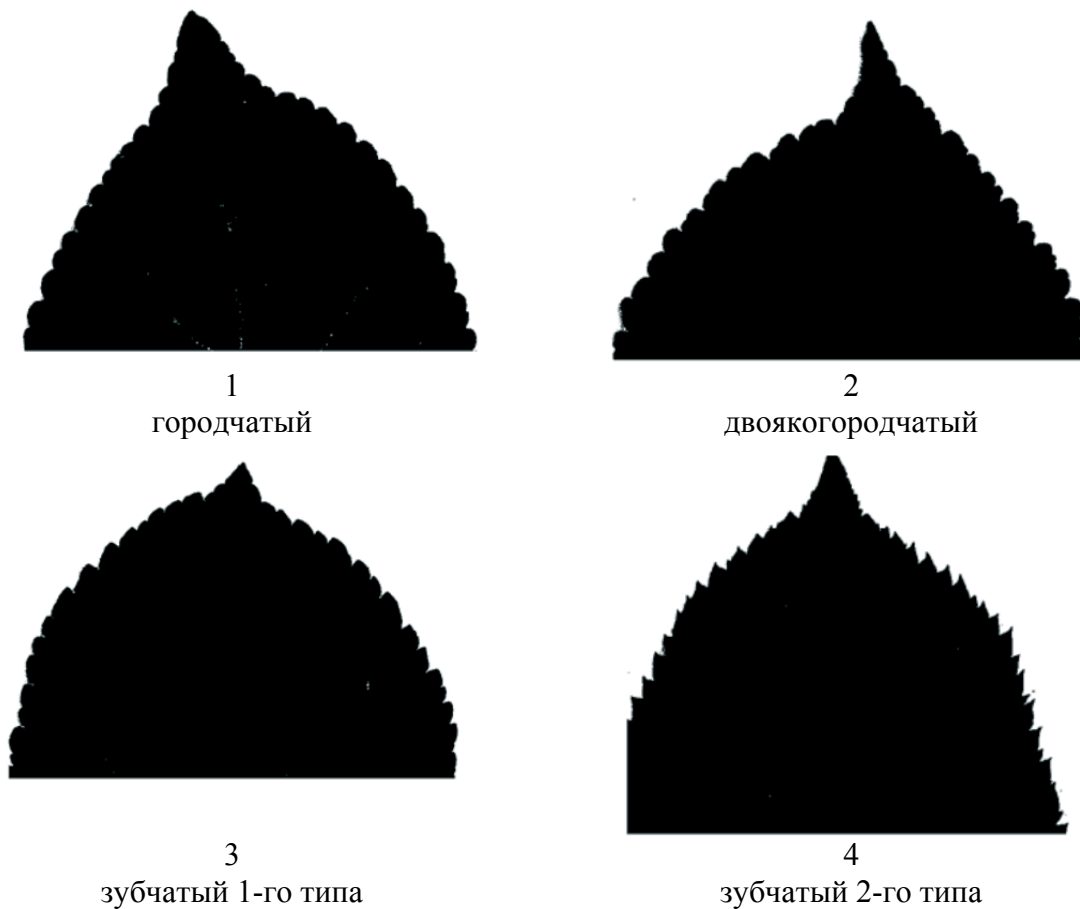 1
городчатый
2
двоякогородчатый
3
зубчатый 1-го типа
4
зубчатый 2-го типа